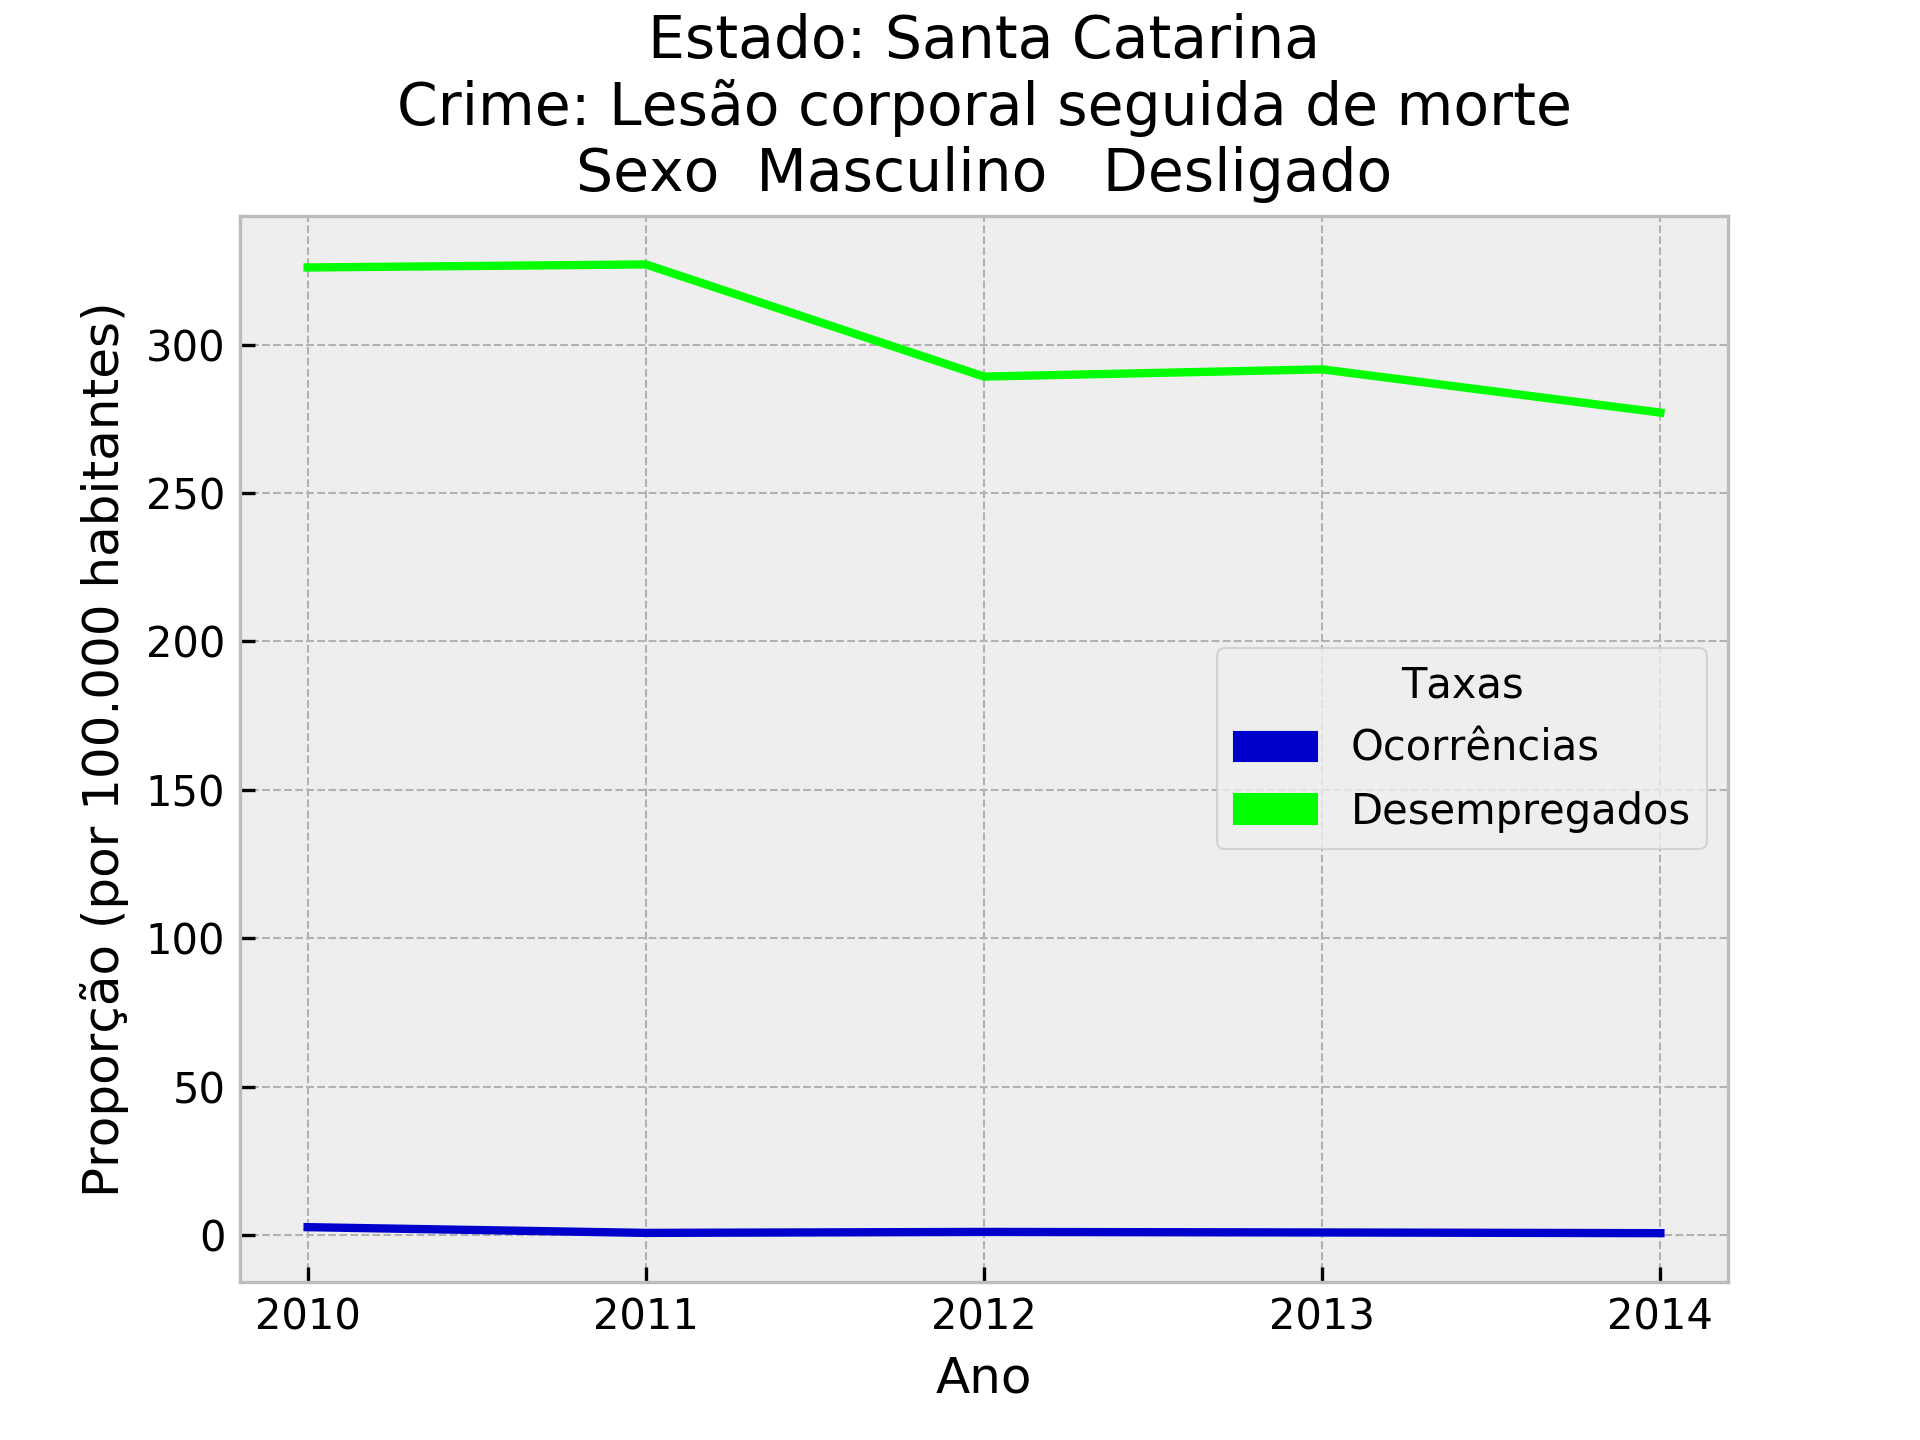 Estado: Santa Catarina
Crime: Lesão corporal seguida de morte
Sexo  Masculino   Desligado
Proporção (por 100.000 habitantes)
300
250
200
150
100
50
0
Taxas
Ocorrências
Desempregados
2010 2011 2012 2013 2014
Ano